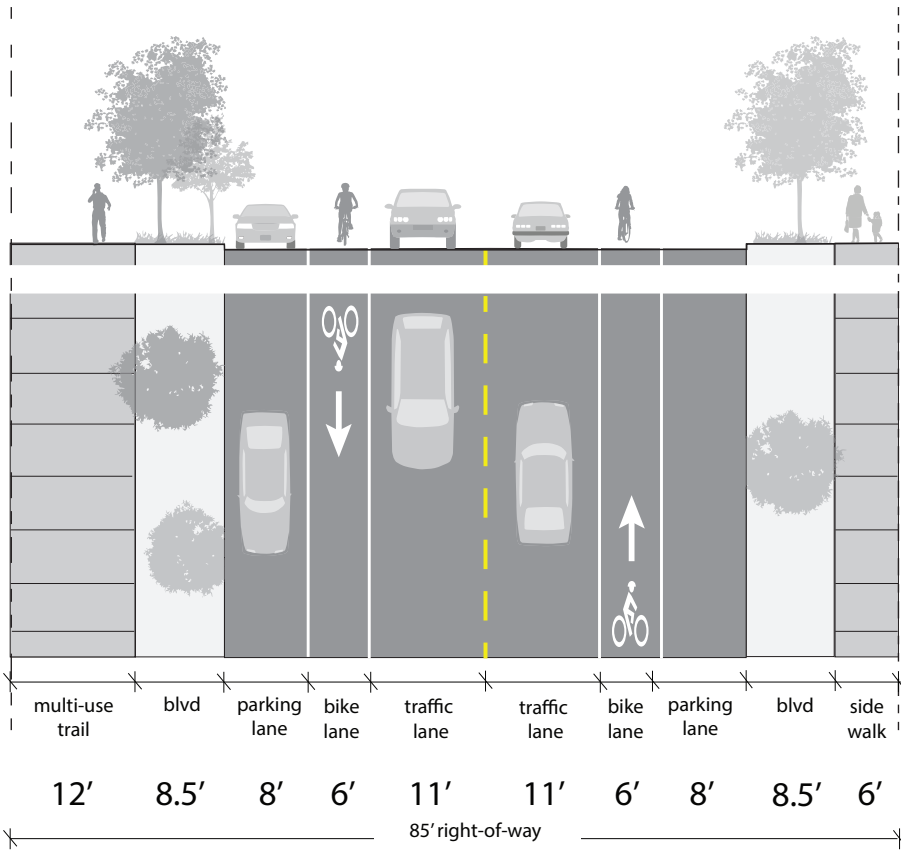 multi-use blvd parking bike traffic traffic bike parking blvd side
trail lane lane lane lane lane lane walk
12′ 8.5′ 8′ 6′ 11′ 11′ 6′ 8′ 8.5′ 6′
85′ right-of-way